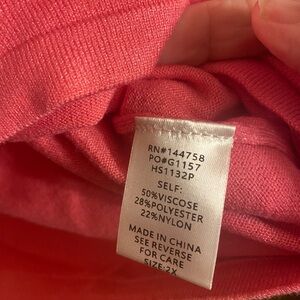 RN#144758
PO#G1157
HS1132P
SELF:
50%VISCOSE
28%POLYESTER
22%NYLON
MADE IN CHINA
SEE REVERSE
FOR CARE
SIZE:2X